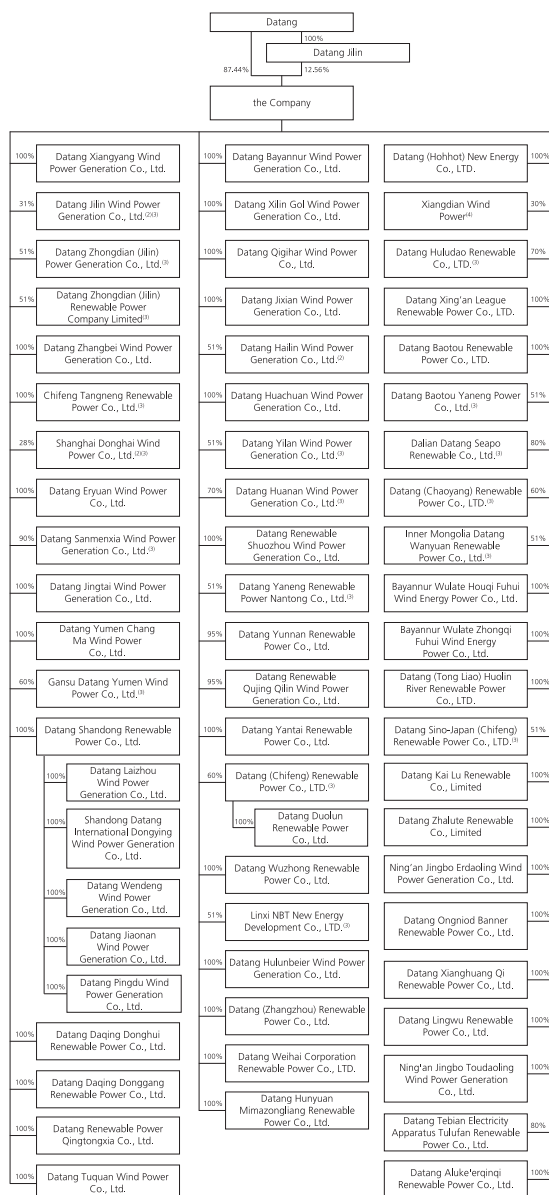 Datang
100%
Datang Jilin
87.44%
12.56%
the Company
100%
Datang Xiangyang Wind
Power Generation Co., Ltd.
31%
Datang Jilin Wind Power
Generation Co., Ltd.(2)(3)
51%
Datang Zhongdian (Jilin)
Power Generation Co., Ltd.(3)
51%
Datang Zhongdian (Jilin)
Renewable Power
Company Limited(3)
100%
Datang Zhangbei Wind Power
Generation Co., Ltd.
100%
Chifeng Tangneng Renewable
Power Co., Ltd.(3)
28%
Shanghai Donghai Wind
Power Co., Ltd.(2)(3)
100%
Datang Eryuan Wind Power
Co., Ltd.
90%
Datang Sanmenxia Wind Power
Generation Co., Ltd.(3)
100%
Datang Jingtai Wind Power
Generation Co., Ltd.
100%
Datang Yumen Chang
Ma Wind Power
Co., Ltd.
60%
Gansu Datang Yumen Wind
Power Co., Ltd.(3)
100%
Datang Shandong Renewable
Power Co., Ltd.
100%
Datang Laizhou
Wind Power
Generation Co., Ltd.
100%
Shandong Datang
International Dongying
Wind Power Generation
Co., Ltd.
100%
Datang Wendeng
Wind Power
Generation Co., Ltd.
100%
Datang Jiaonan
Wind Power
Generation Co., Ltd.
100%
Datang Pingdu Wind
Power Generation
Co., Ltd.
100%
Datang Daqing Donghui
Renewable Power Co., Ltd.
100%
Datang Daqing Donggang
Renewable Power Co., Ltd.
100%
Datang Renewable Power
Qingtongxia Co., Ltd.
100%
Datang Tuquan Wind Power
Co., Ltd.
100%
Datang Bayannur Wind Power
Generation Co., Ltd.
100%
Datang Xilin Gol Wind Power
Generation Co., Ltd.
100%
Datang Qigihar Wind Power
Co., Ltd.
100%
Datang Jixian Wind Power
Generation Co., Ltd.
51%
Datang Hailin Wind Power
Generation Co., Ltd.(2)
100%
Datang Huachuan Wind Power
Generation Co., Ltd.
51%
Datang Yilan Wind Power
Generation Co., Ltd.(3)
70%
Datang Huanan Wind Power
Generation Co., Ltd.(3)
100%
Datang Renewable
Shuozhou Wind Power
Generation Co., Ltd.
51%
Datang Yaneng Renewable
Power Nantong Co., Ltd.(3)
95%
Datang Yunnan Renewable
Power Co., Ltd.
95%
Datang Renewable
Qujing Qilin Wind Power
Generation Co., Ltd.
100%
Datang Yantai Renewable
Power Co., Ltd.
60%
Datang (Chifeng) Renewable
Power Co., LTD.(3)
100%
Datang Duolun
Renewable Power
Co., Ltd.
100%
Datang Wuzhong Renewable
Power Co., Ltd.
51%
Linxi NBT New Energy
Development Co., LTD.(3)
100%
Datang Hulunbeier Wind Power
Generation Co., Ltd.
100%
Datang (Zhangzhou) Renewable
Power Co., Ltd.
100%
Datang Weihai Corporation
Renewable Power Co., LTD.
100%
Datang Hunyuan
Mimazongliang Renewable
Power Co., Ltd.
Datang (Hohhot) New Energy
Co., LTD.
100%
Xiangdian Wind
Power(4)
30%
Datang Huludao Renewable
Co., LTD.(3)
70%
Datang Xing'an League
Renewable Power Co., LTD.
100%
Datang Baotou Renewable
Power Co., LTD.
100%
Datang Baotou Yaneng Power
Co., Ltd.(3)
51%
Dalian Datang Seapo
Renewable Co., Ltd.(3)
80%
Datang (Chaoyang) Renewable
Power Co., LTD.(3)
60%
Inner Mongolia Datang
Wanyuan Renewable
Power Co., Ltd.(3)
51%
Bayannur Wulate Houqi Fuhui
Wind Energy Power Co., Ltd.
100%
Bayannur Wulate Zhongqi
Fuhui Wind Energy
Power Co., Ltd.
100%
Datang (Tong Liao) Huolin
River Renewable Power
Co., LTD.
100%
Datang Sino-Japan (Chifeng)
Renewable Power Co., LTD.(3)
51%
Datang Kai Lu Renewable
Co., Limited
100%
Datang Zhalute Renewable
Co., Limited
100%
Ning'an Jingbo Erdaoling Wind
Power Generation Co., Ltd.
100%
Datang Ongniod Banner
Renewable Power Co., Ltd.
100%
Datang Xianghuang Qi
Renewable Power Co., Ltd.
100%
Datang Lingwu Renewable
Power Co., Ltd.
100%
Ning'an Jingbo Toudaoling
Wind Power Generation
Co., Ltd.
100%
Datang Tebian Electricity
Apparatus Tulufan Renewable
Power Co., Ltd.
80%
Datang Aluke'erqinqi
Renewable Power Co., Ltd.
100%